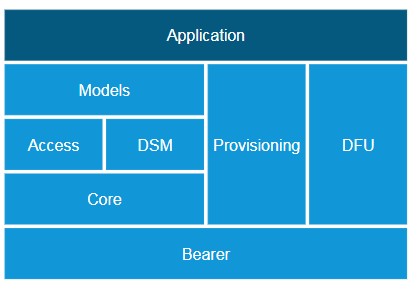 Application
Models
Access
DSM
Provisioning
DFU
Core
Bearer